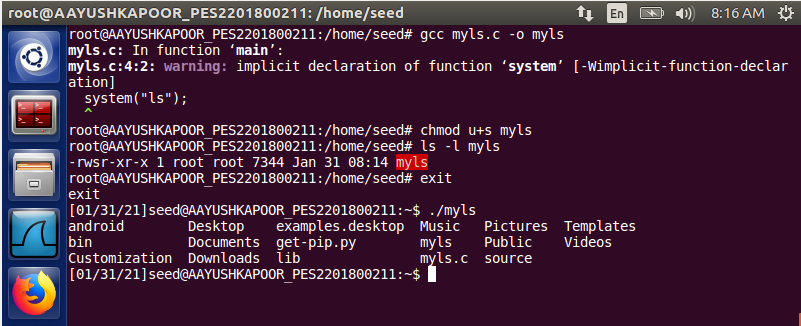 root@AAYUSHKAPOOR_PES2201800211: /home/seed En 8:16 AM
root@AAYUSHKAPOOR_PES2201800211:/home/seed# gcc myls.c -o myls
myls.c: In function ‘main’:
myls.c:4:2: warning: implicit declaration of function ‘system’ [-Wimplicit-function-declar
ation]
  system("ls");
  ^
root@AAYUSHKAPOOR_PES2201800211:/home/seed# chmod u+s myls
root@AAYUSHKAPOOR_PES2201800211:/home/seed# ls -l myls
-rwsr-xr-x 1 root root 7344 Jan 31 08:14 myls
root@AAYUSHKAPOOR_PES2201800211:/home/seed# exit
exit
[01/31/21]seed@AAYUSHKAPOOR_PES2201800211:~$ ./myls
android        Desktop    examples.desktop  Music   Pictures  Templates
bin            Documents  get-pip.py        myls    Public    Videos
Customization  Downloads  lib               myls.c  source
[01/31/21]seed@AAYUSHKAPOOR_PES2201800211:~$